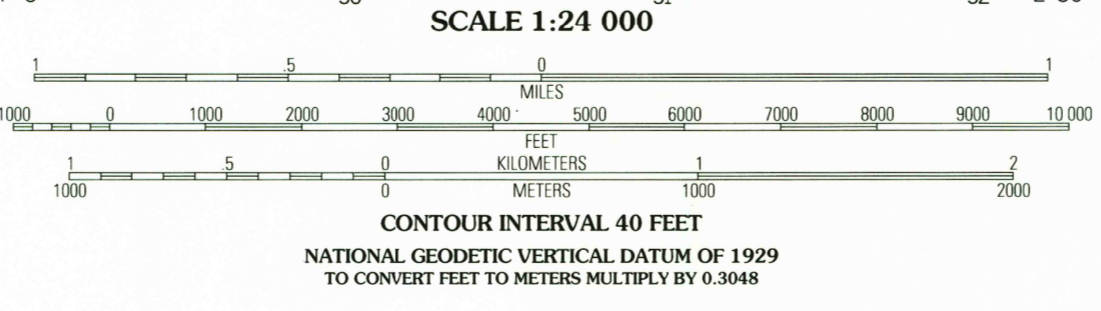 SCALE 1:24 000
1 .5 0 1
MILES
1000 0 1000 2000 3000 4000 5000 6000 7000 8000 9000 10 000
FEET
1 .5 0 KILOMETERS 1 2
1000 0 METERS 1000 2000
CONTOUR INTERVAL 40 FEET
NATIONAL GEODETIC VERTICAL DATUM OF 1929
TO CONVERT FEET TO METERS MULTIPLY BY 0.3048